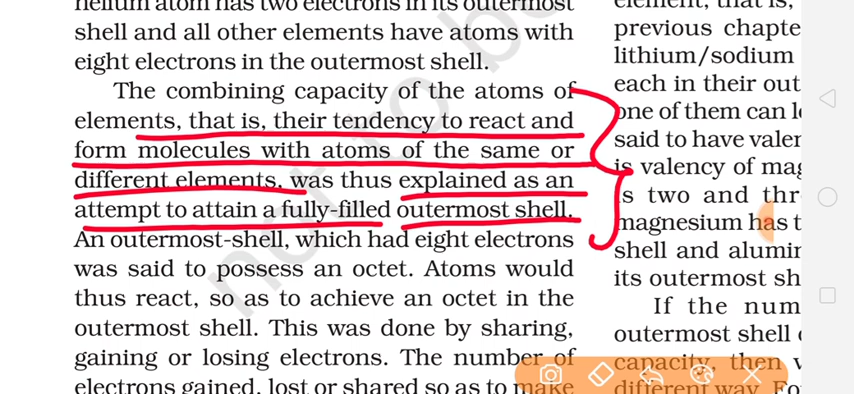 helium atom has two electrons in its outermost
shell and all other elements have atoms with
eight electrons in the outermost shell.
The combining capacity of the atoms of
elements, that is, their tendency to react and
form molecules with atoms of the same or
different elements, was thus explained as an
attempt to attain a fully-filled outermost shell.
An outermost-shell, which had eight electrons
was said to possess an octet. Atoms would
thus react, so as to achieve an octet in the
outermost shell. This was done by sharing,
gaining or losing electrons. The number of
electrons gained, lost or shared so as to make
element, that is,
previous chapte
lithium/sodium
each in their out
one of them can l
said to have valen
is valency of mag
is two and thr
magnesium has t
shell and alumin
its outermost sh
If the num
outermost shell
capacity, then v
different way. Fo
not to be